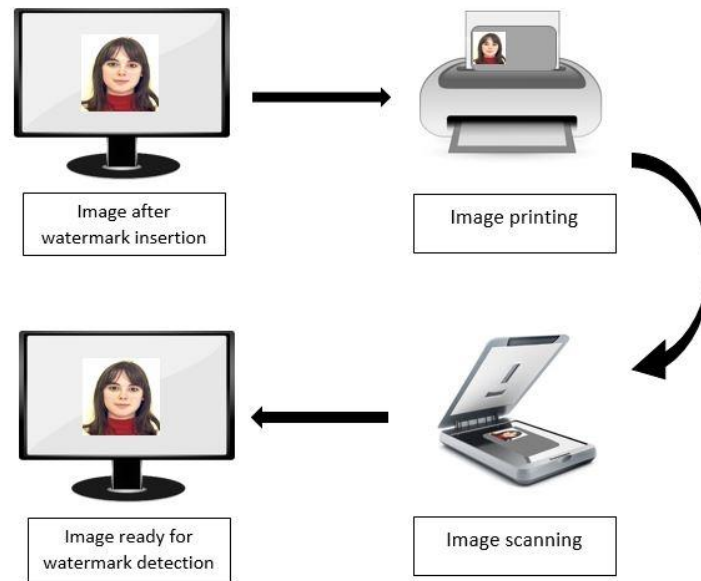 Image after
watermark insertion
Image printing
Image ready for
watermark detection
Image scanning